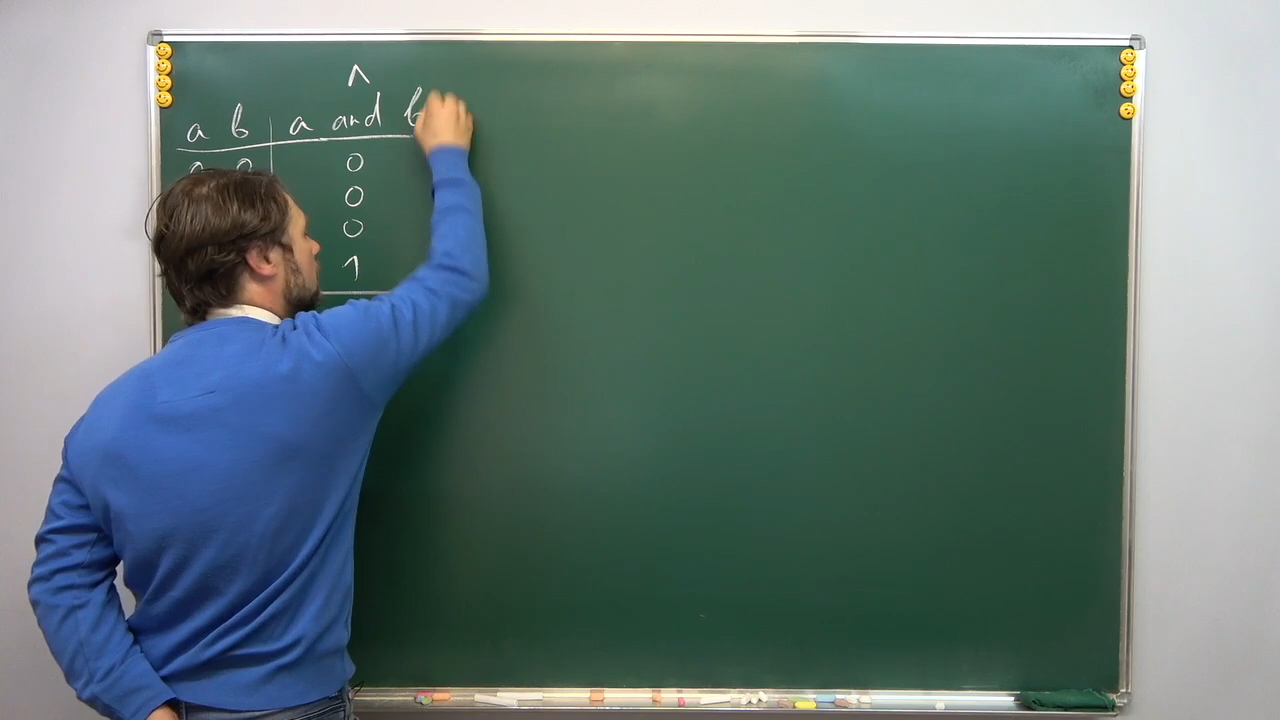 ∧
a b a and b
0 0 0
0
0
1